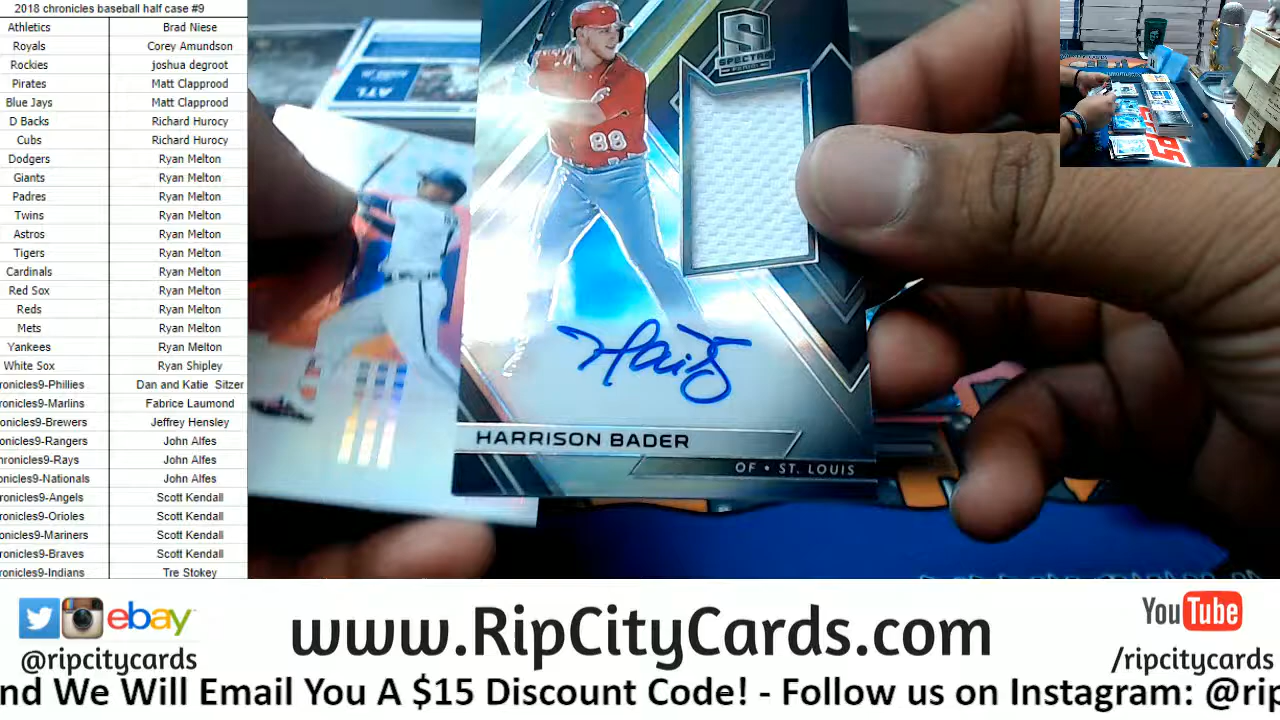 2018 chronicles baseball half case #9
Athletics Brad Niese
Royals Corey Amundson
Rockies joshua degroot
Pirates Matt Clapprood
Blue Jays Matt Clapprood
D Backs Richard Hurocy
Cubs Richard Hurocy
Dodgers Ryan Melton
Giants Ryan Melton
Padres Ryan Melton
Twins Ryan Melton
Astros Ryan Melton
Tigers Ryan Melton
Cardinals Ryan Melton
Red Sox Ryan Melton
Reds Ryan Melton
Mets Ryan Melton
Yankees Ryan Melton
White Sox Ryan Shipley
ronicles9-Phillies Dan and Katie Sitzer
ronicles9-Marlins Fabrice Laumond
onicles9-Brewers Jeffrey Hensley
onicles9-Rangers John Alfes
hronicles9-Rays John Alfes
onicles9-Nationals John Alfes
ronicles9-Angels Scott Kendall
ronicles9-Orioles Scott Kendall
ronicles9-Mariners Scott Kendall
ronicles9-Braves Scott Kendall
ronicles9-Indians Tre Stokey
ATL
S
SPECTRA
PANINI
88
HARRISON BADER
OF • ST. LOUIS
ebay
@ripcitycards
www.RipCityCards.com
YouTube
/ripcitycards
nd We Will Email You A $15 Discount Code! - Follow us on Instagram: @rip